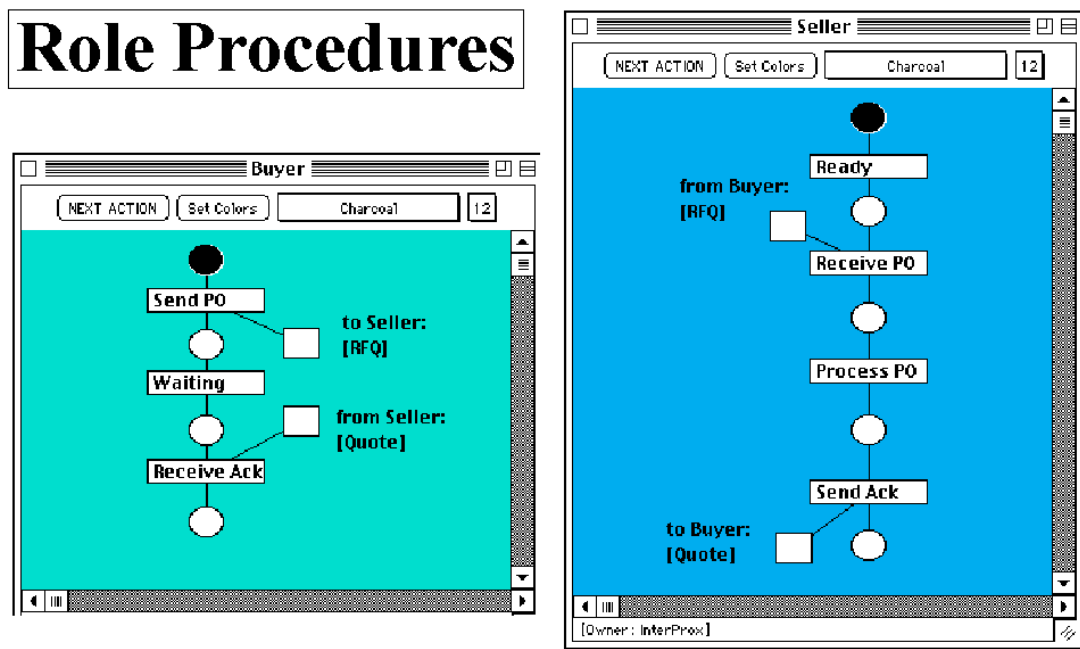 Role Procedures
Buyer
NEXT ACTION
Set Colors
Charcoal
12
Send PO
to Seller:
[RFQ]
Waiting
from Seller:
[Quote]
Receive Ack
Seller
NEXT ACTION
Set Colors
Charcoal
12
Ready
from Buyer:
[RFQ]
Receive PO
Process PO
Send Ack
to Buyer:
[Quote]
[Owner: InterProx]